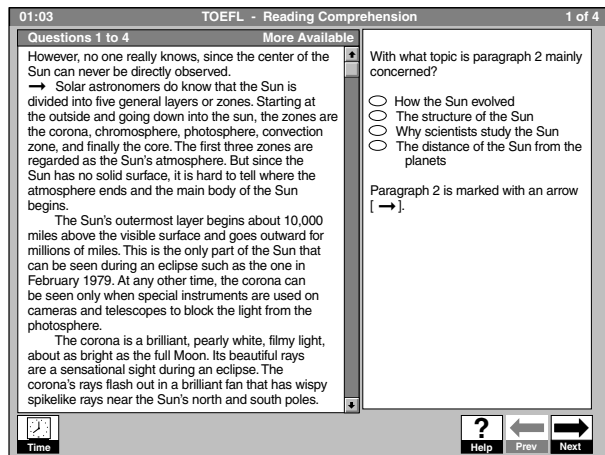 01:03 TOEFL - Reading Comprehension 1 of 4
Questions 1 to 4 More Available
However, no one really knows, since the center of the
Sun can never be directly observed.
→ Solar astronomers do know that the Sun is
divided into five general layers or zones. Starting at
the outside and going down into the sun, the zones are
the corona, chromosphere, photosphere, convection
zone, and finally the core. The first three zones are
regarded as the Sun's atmosphere. But since the
Sun has no solid surface, it is hard to tell where the
atmosphere ends and the main body of the Sun
begins.
The Sun's outermost layer begins about 10,000
miles above the visible surface and goes outward for
millions of miles. This is the only part of the Sun that
can be seen during an eclipse such as the one in
February 1979. At any other time, the corona can
be seen only when special instruments are used on
cameras and telescopes to block the light from the
photosphere.
The corona is a brilliant, pearly white, filmy light,
about as bright as the full Moon. Its beautiful rays
are a sensational sight during an eclipse. The
corona's rays flash out in a brilliant fan that has wispy
spikelike rays near the Sun's north and south poles.
With what topic is paragraph 2 mainly
concerned?
How the Sun evolved
The structure of the Sun
Why scientists study the Sun
The distance of the Sun from the
planets
Paragraph 2 is marked with an arrow
[ → ].
Time
?
Help Prev Next